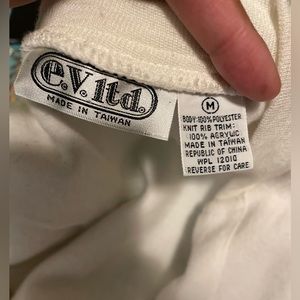 e.v.ltd.
MADE IN TAIWAN
M
BODY: 100% POLYESTER
KNIT RIB TRIM:
100% ACRYLIC
MADE IN TAIWAN
REPUBLIC OF CHINA
WPL 12010
REVERSE FOR CARE